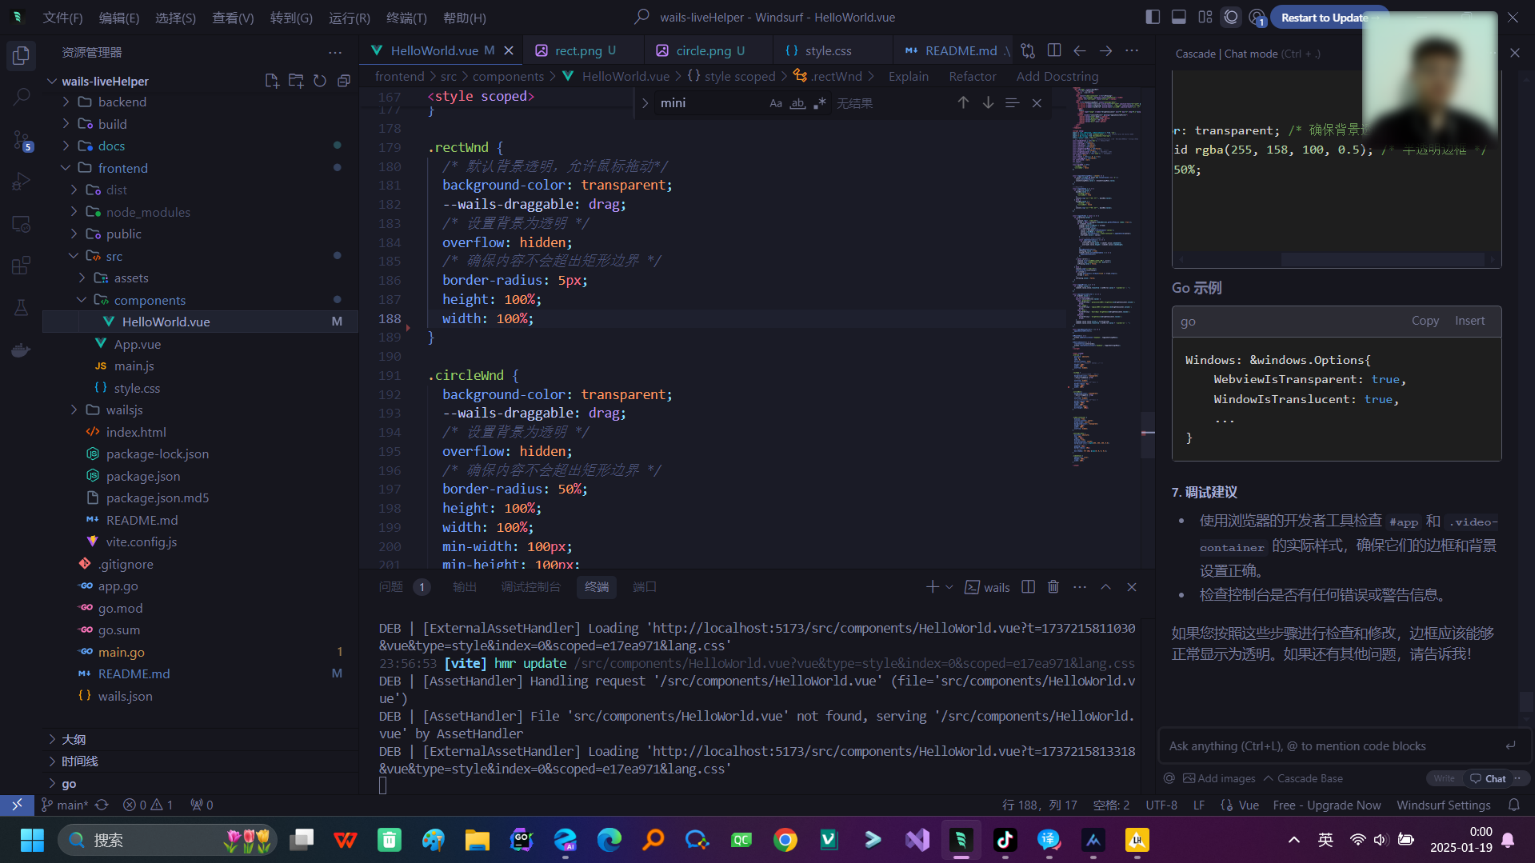 文件(F) 编辑(E) 选择(S) 查看(V) 转到(G) 运行(R) 终端(T) 帮助(H)
wails-liveHelper - Windsurf - HelloWorld.vue
1
Restart to Update
资源管理器 ···
wails-liveHelper
backend
build
docs
frontend
dist
node_modules
public
src
assets
components
HelloWorld.vue M
App.vue
JS main.js
{ } style.css
wailsjs
index.html
package-lock.json
package.json
package.json.md5
README.md
vite.config.js
.gitignore
app.go
go.mod
go.sum
main.go 1
README.md M
{ } wails.json
大纲
时间线
go
5
HelloWorld.vue M
rect.png U
circle.png U
{ } style.css
README.md
frontend > src > components > HelloWorld.vue > { } style scoped > .rectWnd > Explain Refactor Add Docstring
mini Aa ab .* 无结果
167 <style scoped>
177 }
178
179 .rectWnd {
180 /* 默认背景透明，允许鼠标拖动*/
181 background-color: transparent;
182 --wails-draggable: drag;
183 /* 设置背景为透明 */
184 overflow: hidden;
185 /* 确保内容不会超出矩形边界 */
186 border-radius: 5px;
187 height: 100%;
188 width: 100%;
189 }
190
191 .circleWnd {
192 background-color: transparent;
193 --wails-draggable: drag;
194 /* 设置背景为透明 */
195 overflow: hidden;
196 /* 确保内容不会超出矩形边界 */
197 border-radius: 50%;
198 height: 100%;
199 width: 100%;
200 min-width: 100px;
201 min-height: 100px;
问题 1 输出 调试控制台 终端 端口 wails
DEB | [ExternalAssetHandler] Loading 'http://localhost:5173/src/components/HelloWorld.vue?t=1737215811030
&vue&type=style&index=0&scoped=e17ea971&lang.css'
23:56:53 [vite] hmr update /src/components/HelloWorld.vue?vue&type=style&index=0&scoped=e17ea971&lang.css
DEB | [AssetHandler] Handling request '/src/components/HelloWorld.vue' (file='src/components/HelloWorld.v
ue')
DEB | [AssetHandler] File 'src/components/HelloWorld.vue' not found, serving '/src/components/HelloWorld.
vue' by AssetHandler
DEB | [ExternalAssetHandler] Loading 'http://localhost:5173/src/components/HelloWorld.vue?t=1737215813318
&vue&type=style&index=0&scoped=e17ea971&lang.css'
Cascade | Chat mode (Ctrl + .)
r: transparent; /* 确保背景
id rgba(255, 158, 100, 0.5); /* 半透明边框 */
50%;
Go 示例
go Copy Insert
Windows: &windows.Options{
WebviewIsTransparent: true,
WindowIsTranslucent: true,
...
}
7. 调试建议
• 使用浏览器的开发者工具检查 #app 和 .video-
container 的实际样式，确保它们的边框和背景
设置正确。
• 检查控制台是否有任何错误或警告信息。
如果您按照这些步骤进行检查和修改，边框应该能够
正常显示为透明。如果还有其他问题，请告诉我！
Ask anything (Ctrl+L), @ to mention code blocks
Add images Cascade Base Write Chat
main* 0 1 0 行 188，列 17 空格: 2 UTF-8 LF Vue Free - Upgrade Now Windsurf Settings
搜索 英 0:00
2025-01-19